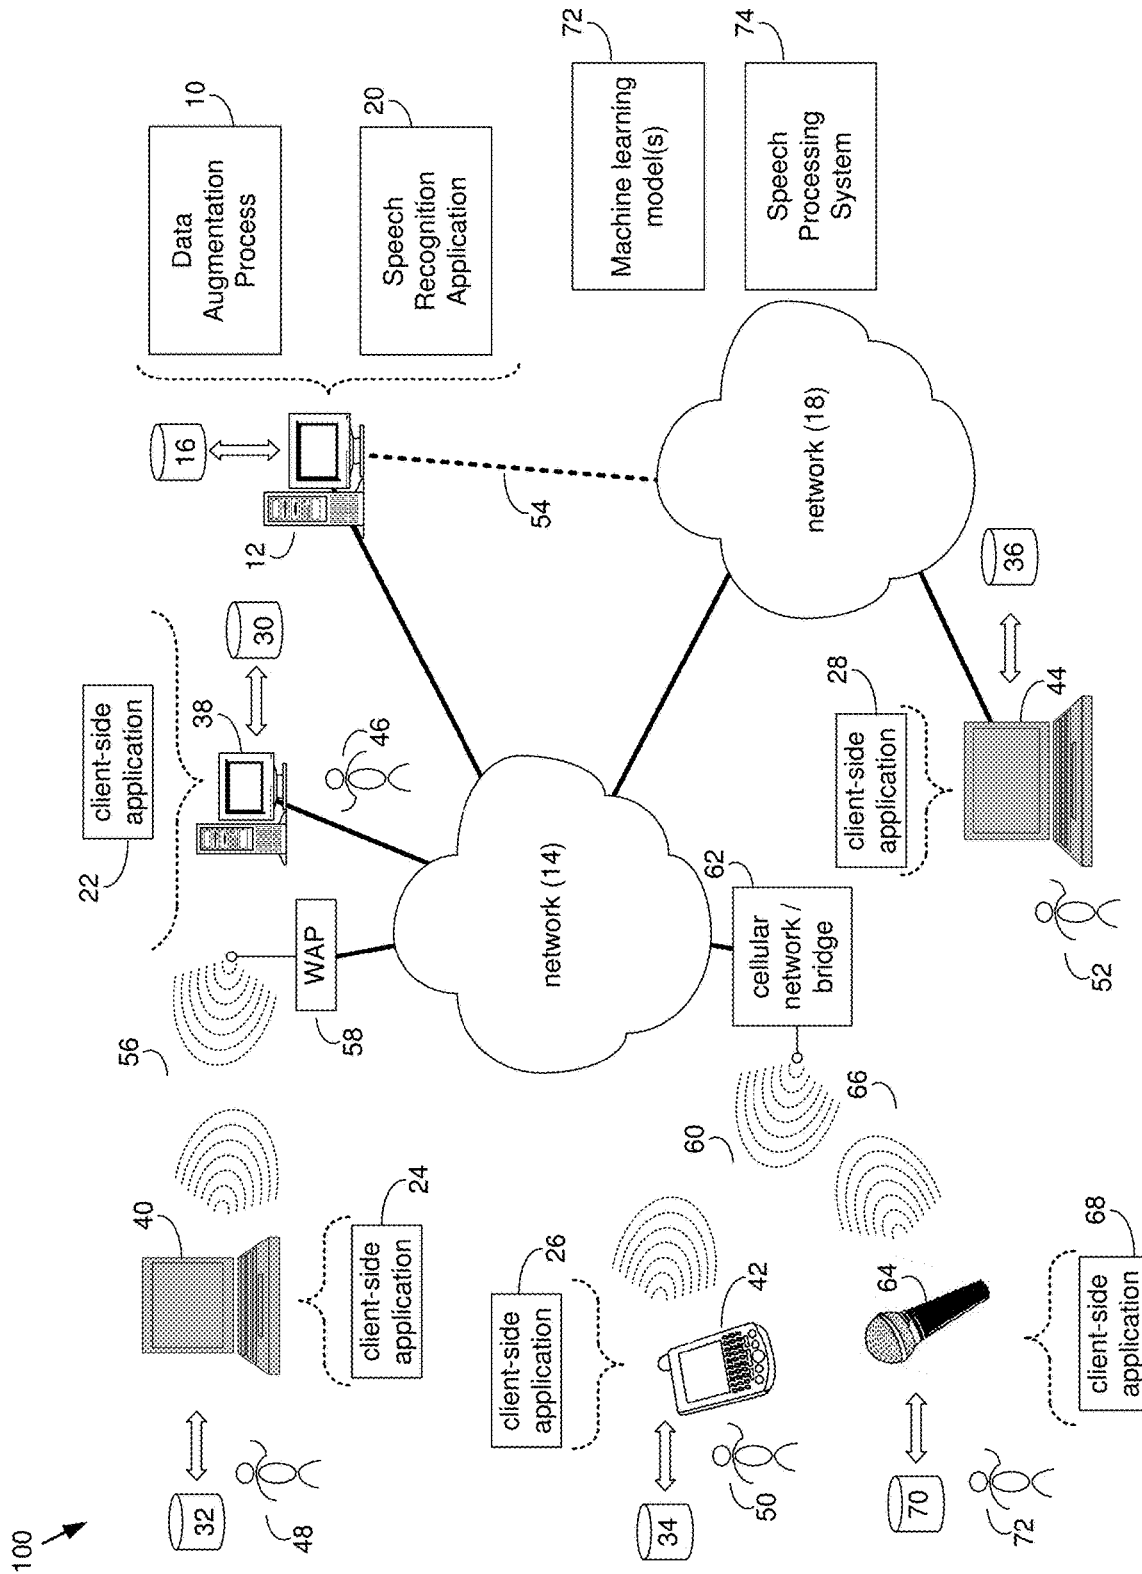 100
32
48
40
24
client-side
application
56
58
WAP
22
client-side
application
38
30
46
12
16
10
Data
Augmentation
Process
20
Speech
Recognition
Application
72
Machine learning
model(s)
74
Speech
Processing
System
54
network (14)
network (18)
26
client-side
application
34
50
42
60
62
cellular
network /
bridge
66
28
client-side
application
36
44
52
64
70
72
68
client-side
application